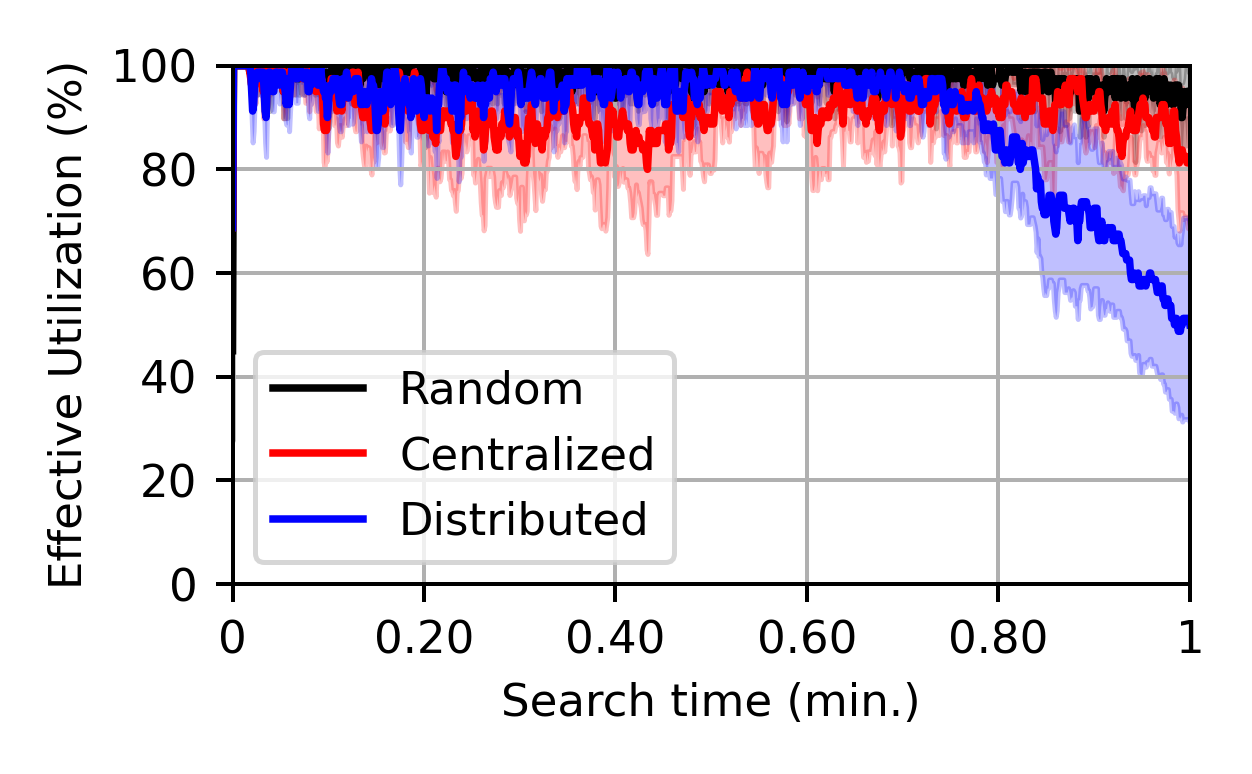 Effective Utilization (%)
100
80
60
40
20
0
Random
Centralized
Distributed
0 0.20 0.40 0.60 0.80 1
Search time (min.)